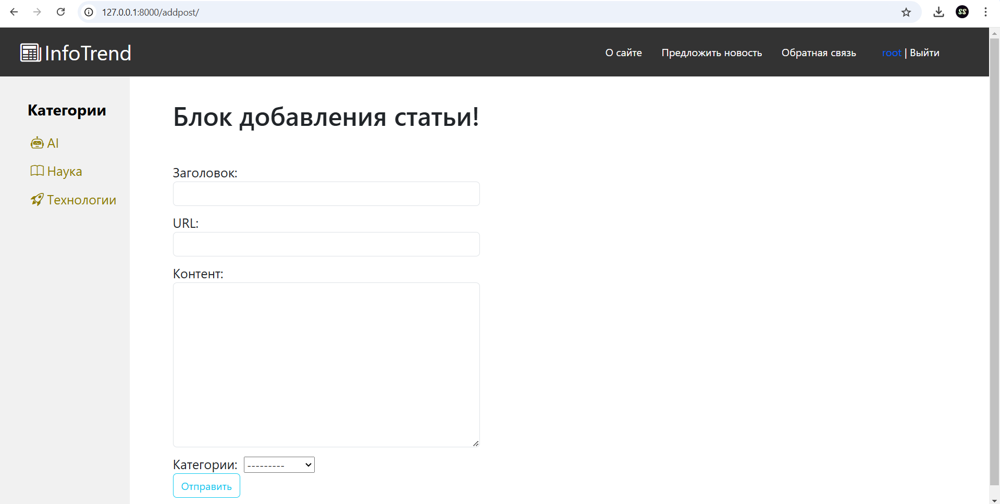 127.0.0.1:8000/addpost/
SS
InfoTrend
О сайте Предложить новость Обратная связь root | Выйти
Категории
AI
Наука
Технологии
Блок добавления статьи!
Заголовок:
URL:
Контент:
Категории: ---------
Отправить